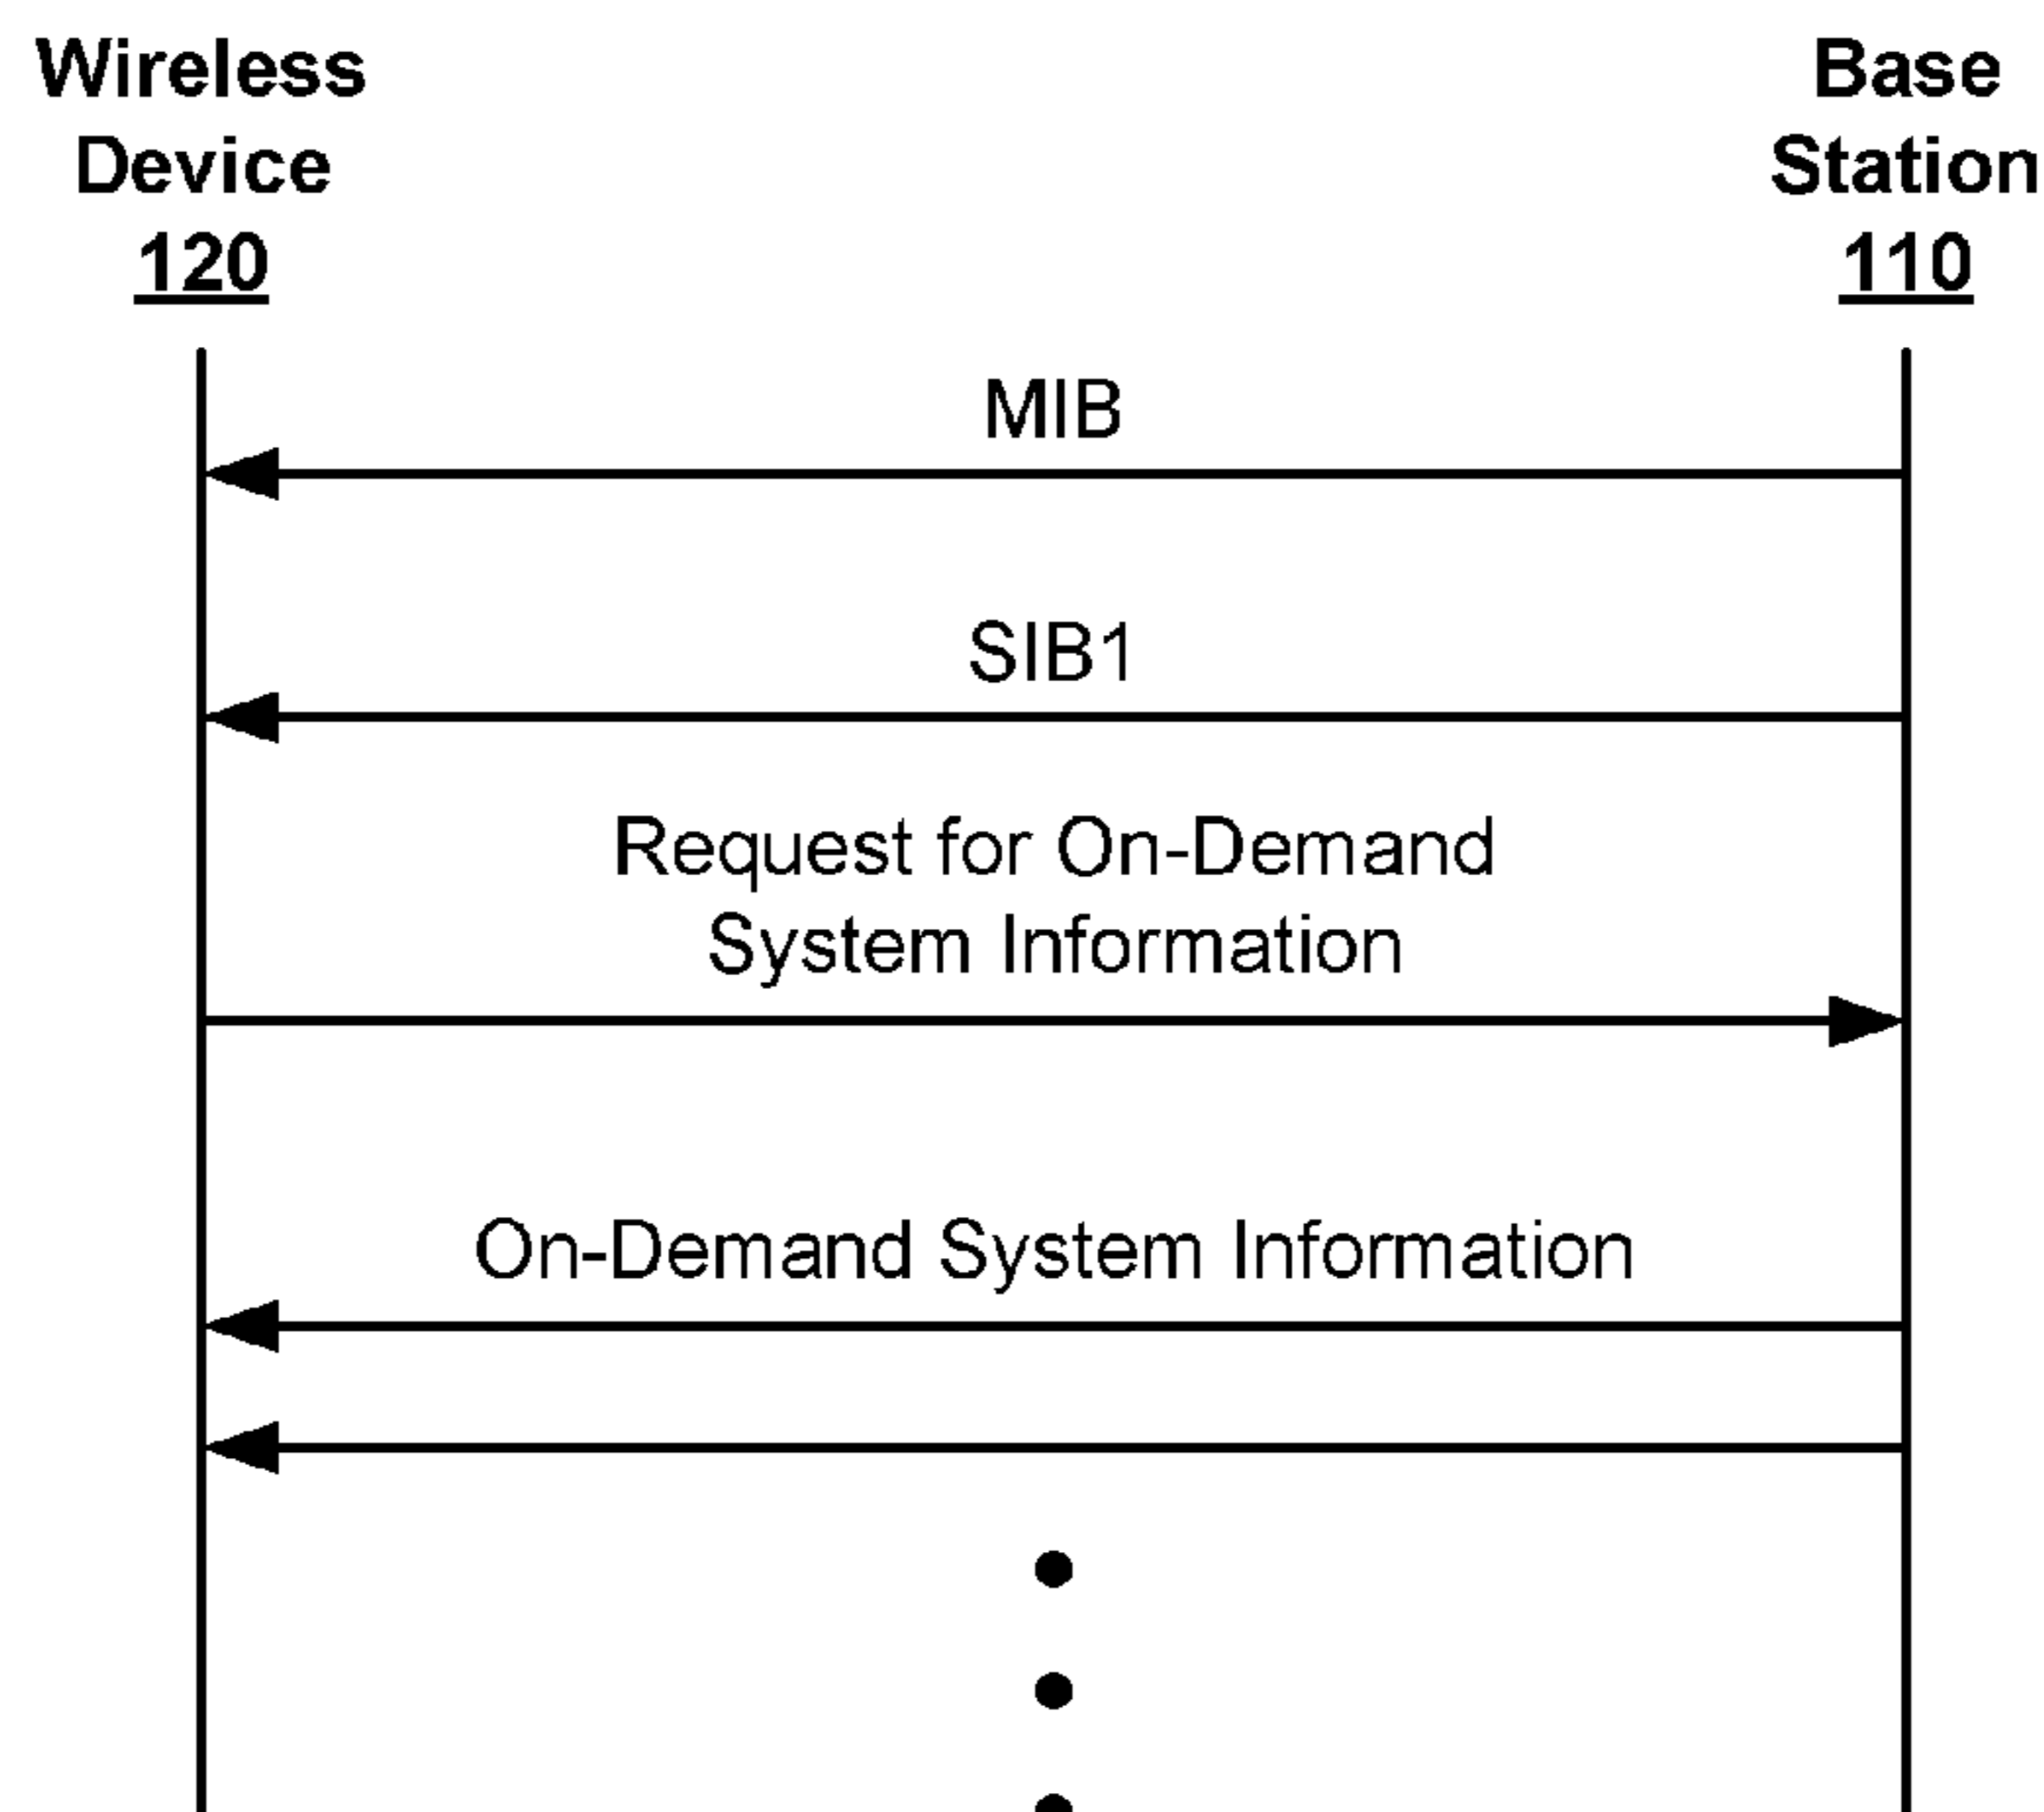 Wireless
Device
120
Base
Station
110
MIB
SIB1
Request for On-Demand
System Information
On-Demand System Information